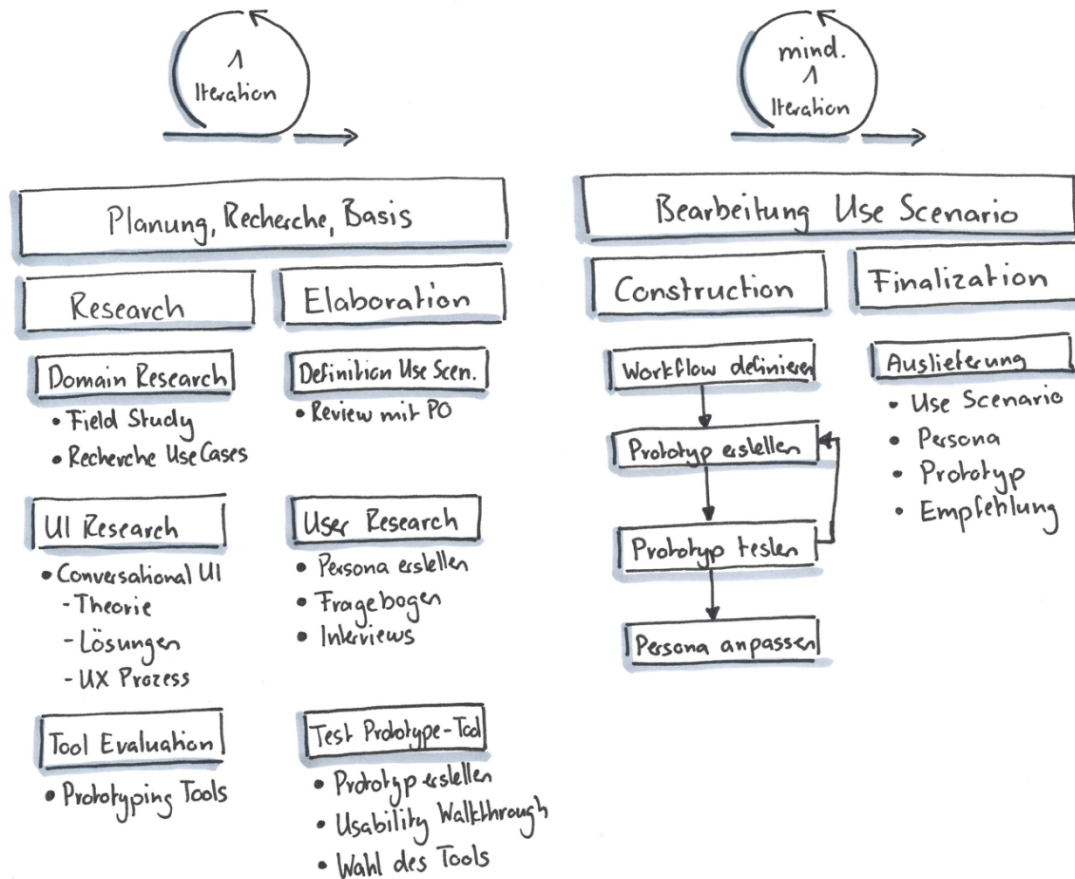 1
Iteration
Planung, Recherche, Basis
Research
Domain Research
• Field Study
• Recherche Use Cases
UI Research
• Conversational UI
- Theorie
- Lösungen
- UX Prozess
Tool Evaluation
• Prototyping Tools
Elaboration
Definition Use Scen.
• Review mit PO
User Research
• Persona erstellen
• Fragebogen
• Interviews
Test Prototype-Tool
• Prototyp erstellen
• Usability Walkthrough
• Wahl des Tools
mind.
1
Iteration
Bearbeitung Use Scenario
Construction
Workflow definieren
Prototyp erstellen
Prototyp testen
Persona anpassen
Finalization
Auslieferung
• Use Scenario
• Persona
• Prototyp
• Empfehlung